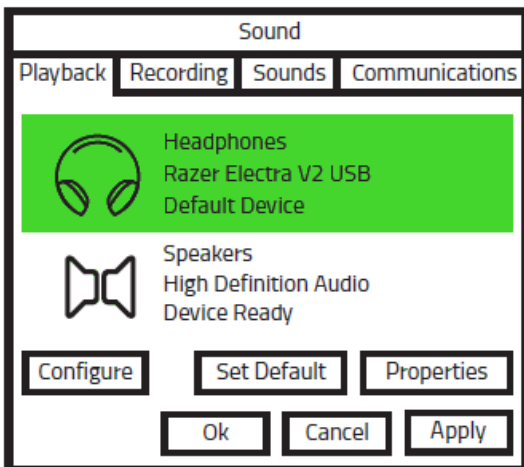 Sound
Playback Recording Sounds Communications
Headphones
Razer Electra V2 USB
Default Device
Speakers
High Definition Audio
Device Ready
Configure Set Default Properties
Ok Cancel Apply